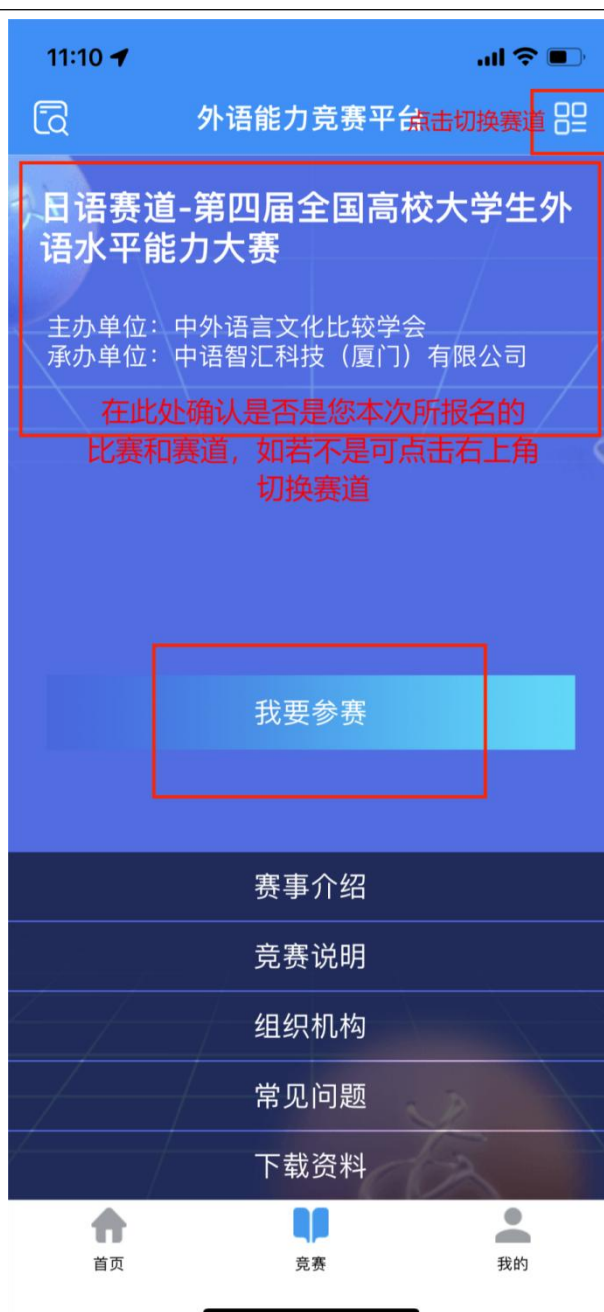 11:10
外语能力竞赛平台
点击切换赛道
日语赛道-第四届全国高校大学生外
语水平能力大赛
主办单位：中外语言文化比较学会
承办单位：中语智汇科技（厦门）有限公司
在此处确认是否是您本次所报名的
比赛和赛道，如若不是可点击右上角
切换赛道
我要参赛
赛事介绍
竞赛说明
组织机构
常见问题
下载资料
首页
竞赛
我的